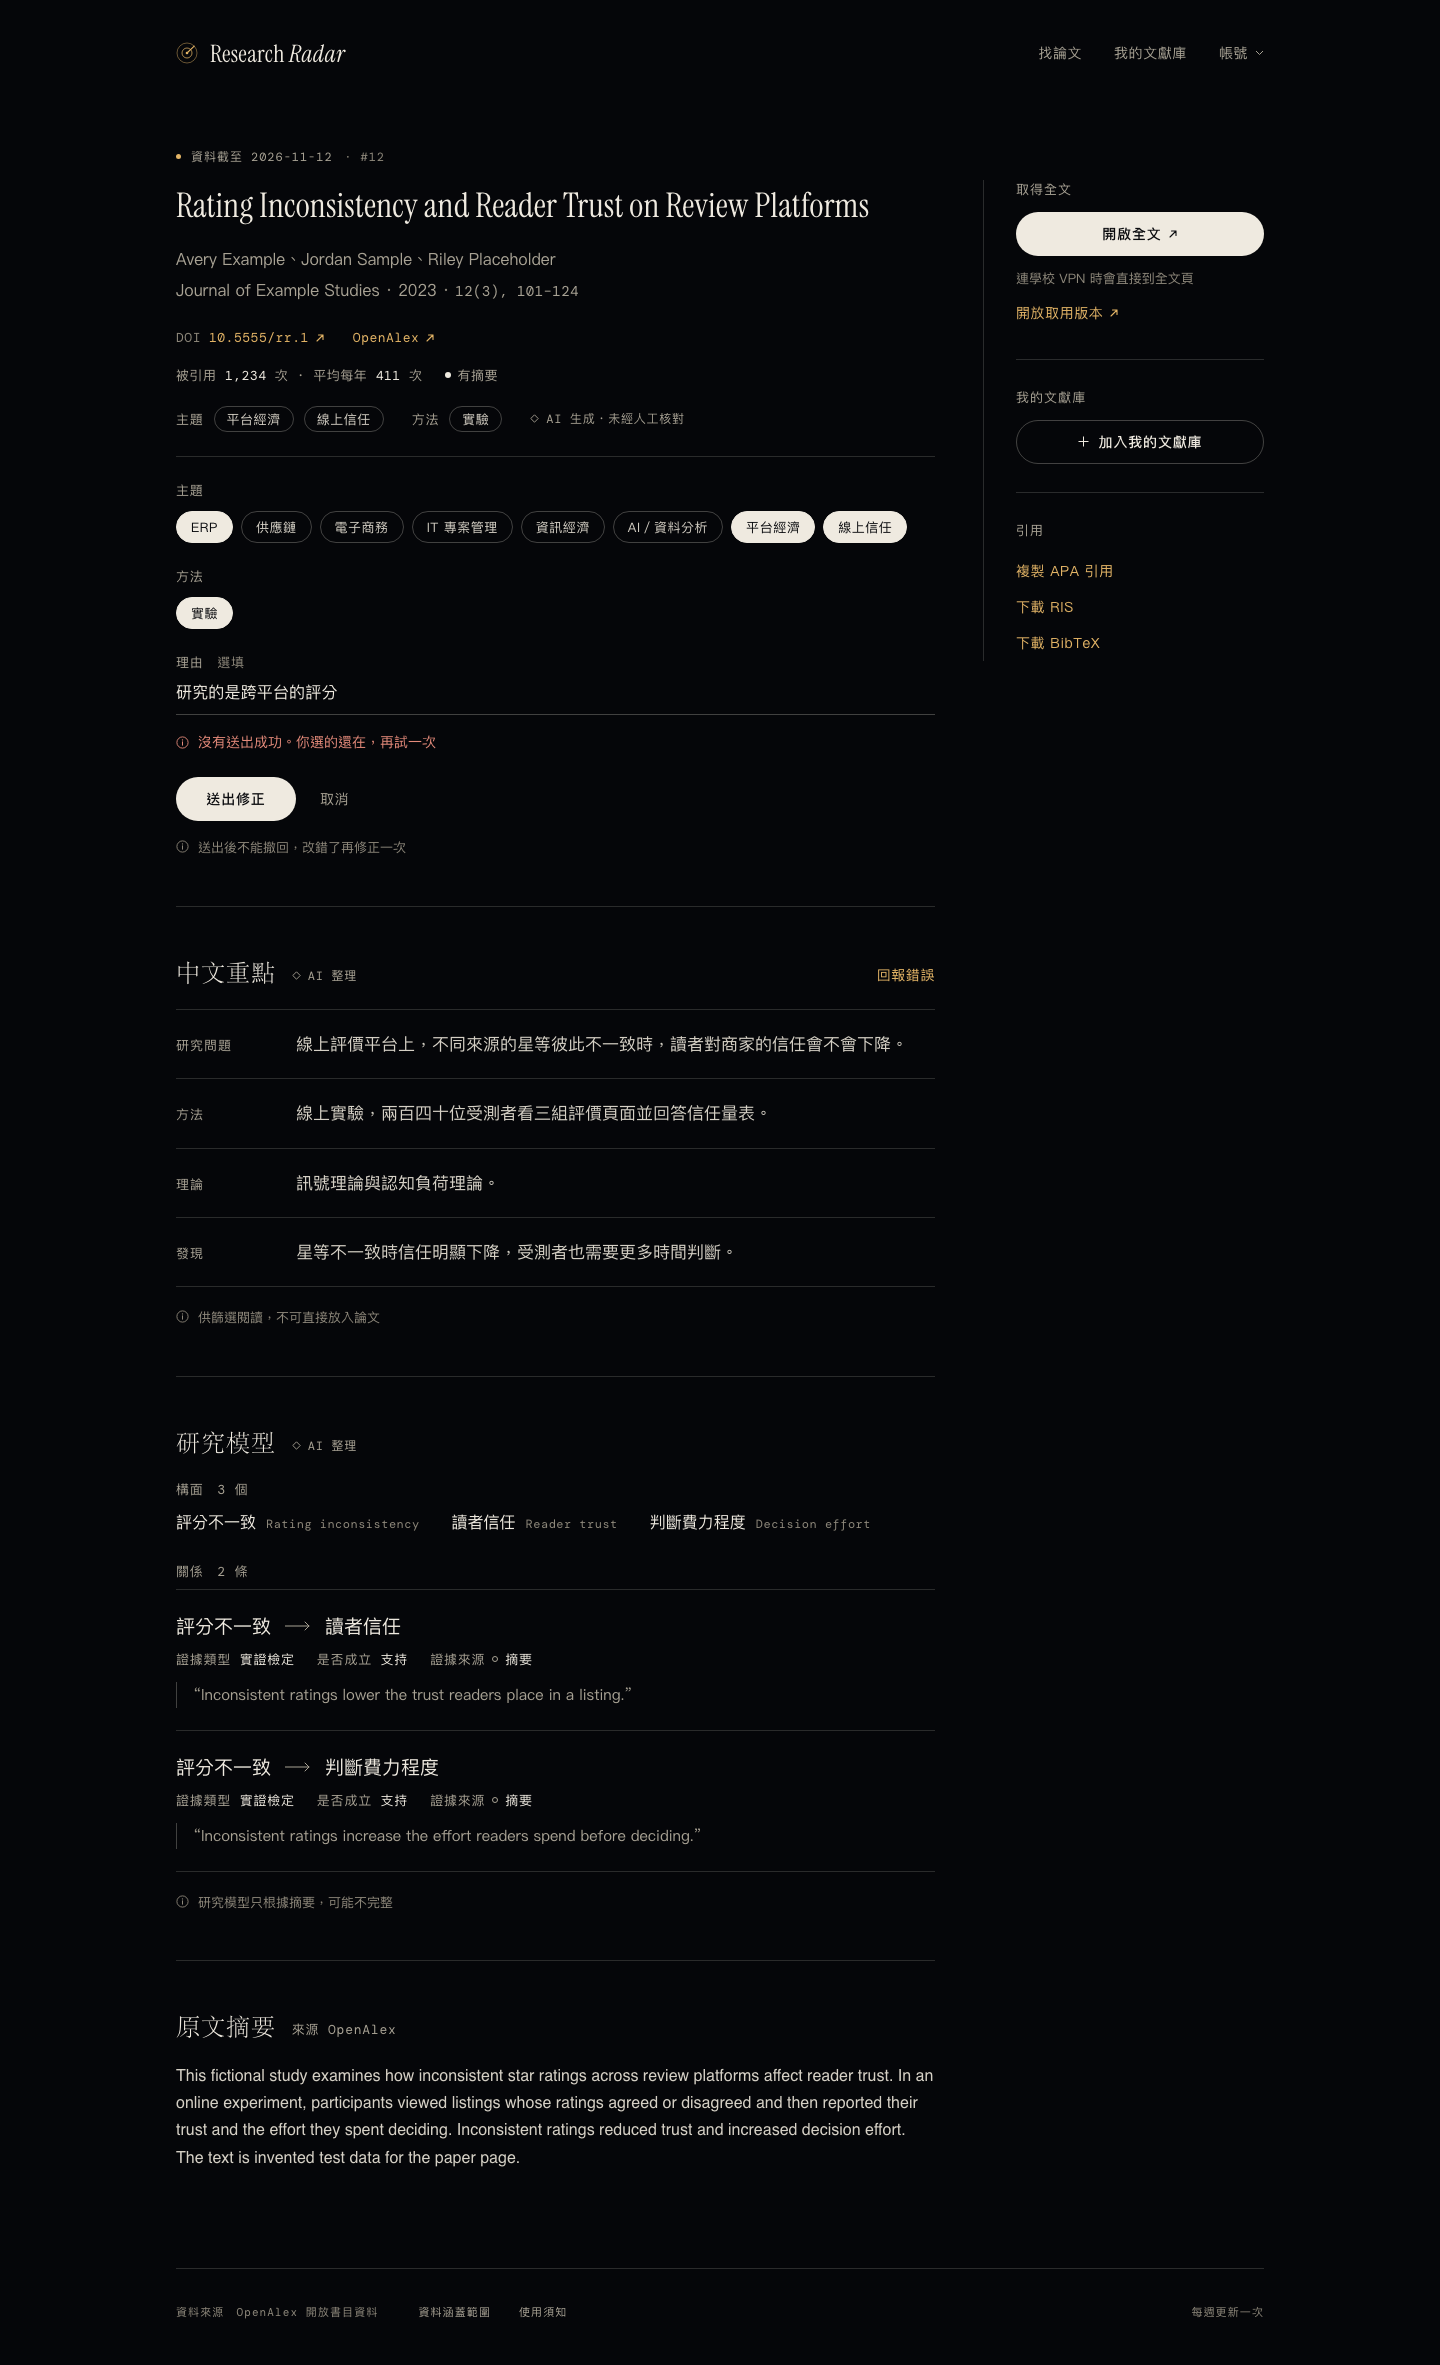 Research Radar
找論文 我的文獻庫 帳號
資料截至 2026-11-12 · #12
Rating Inconsistency and Reader Trust on Review Platforms
Avery Example、Jordan Sample、Riley Placeholder
Journal of Example Studies · 2023 · 12(3), 101-124
DOI 10.5555/rr.1 ↗ OpenAlex ↗
被引用 1,234 次 · 平均每年 411 次 有摘要
主題 平台經濟 線上信任 方法 實驗 ◇ AI 生成・未經人工核對
主題
ERP 供應鏈 電子商務 IT 專案管理 資訊經濟 AI / 資料分析 平台經濟 線上信任
方法
實驗
理由 選填
研究的是跨平台的評分
沒有送出成功。你選的還在，再試一次
送出修正 取消
送出後不能撤回，改錯了再修正一次
取得全文
開啟全文 ↗
連學校 VPN 時會直接到全文頁
開放取用版本 ↗
我的文獻庫
＋ 加入我的文獻庫
引用
複製 APA 引用
下載 RIS
下載 BibTeX
中文重點 ◇ AI 整理 回報錯誤
研究問題 線上評價平台上，不同來源的星等彼此不一致時，讀者對商家的信任會不會下降。
方法 線上實驗，兩百四十位受測者看三組評價頁面並回答信任量表。
理論 訊號理論與認知負荷理論。
發現 星等不一致時信任明顯下降，受測者也需要更多時間判斷。
供篩選閱讀，不可直接放入論文
研究模型 ◇ AI 整理
構面 3 個
評分不一致 Rating inconsistency 讀者信任 Reader trust 判斷費力程度 Decision effort
關係 2 條
評分不一致 → 讀者信任
證據類型 實證檢定 是否成立 支持 證據來源 摘要
“Inconsistent ratings lower the trust readers place in a listing.”
評分不一致 → 判斷費力程度
證據類型 實證檢定 是否成立 支持 證據來源 摘要
“Inconsistent ratings increase the effort readers spend before deciding.”
研究模型只根據摘要，可能不完整
原文摘要 來源 OpenAlex
This fictional study examines how inconsistent star ratings across review platforms affect reader trust. In an
online experiment, participants viewed listings whose ratings agreed or disagreed and then reported their
trust and the effort they spent deciding. Inconsistent ratings reduced trust and increased decision effort.
The text is invented test data for the paper page.
資料來源 OpenAlex 開放書目資料 資料涵蓋範圍 使用須知 每週更新一次